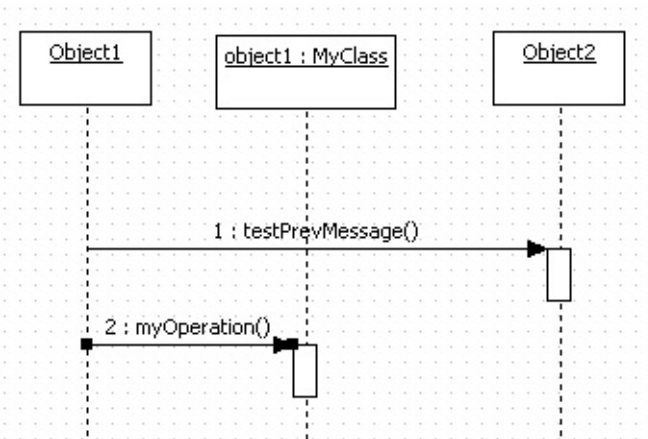 Object1
object1 : MyClass
Object2
1 : testPrevMessage()
2 : myOperation()